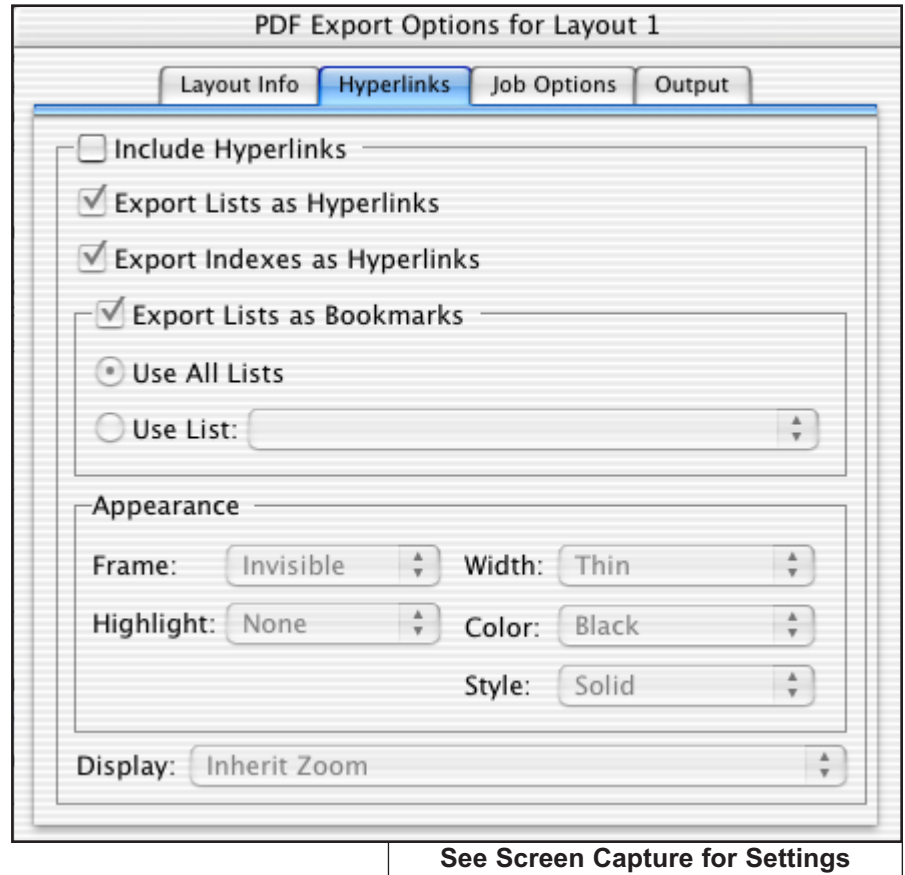 PDF Export Options for Layout 1
Layout Info Hyperlinks Job Options Output
Include Hyperlinks
Export Lists as Hyperlinks
Export Indexes as Hyperlinks
Export Lists as Bookmarks
Use All Lists
Use List:
Appearance
Frame: Invisible Width: Thin
Highlight: None Color: Black
Style: Solid
Display: Inherit Zoom
See Screen Capture for Settings